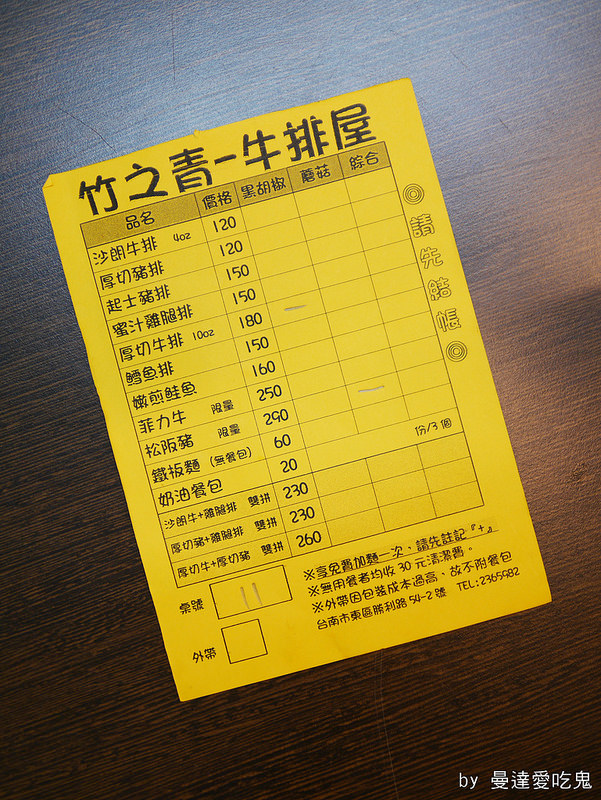 竹之青-牛排屋
品名 價格 黑胡椒 蘑菇 綜合
沙朗牛排 4oz 120
厚切豬排 120
起士豬排 150
蜜汁雞腿排 150
厚切牛排 10oz 180
鱈魚排 150
嫩煎鮭魚 160
菲力牛 限量 250
松阪豬 限量 290
鐵板麵 (無餐包) 60
奶油餐包 20 份/3個
沙朗牛+雞腿排 雙拼 230
厚切豬+雞腿排 雙拼 230
厚切牛+厚切豬 雙拼 260
◎請先結帳◎
桌號 11
外帶
※享免費加麵一次，請先註記『+』
※無用餐者均收30元清潔費。
※外帶因包裝成本過高，故不附餐包
台南市東區勝利路54-2號 TEL:2365982
by 曼達愛吃鬼